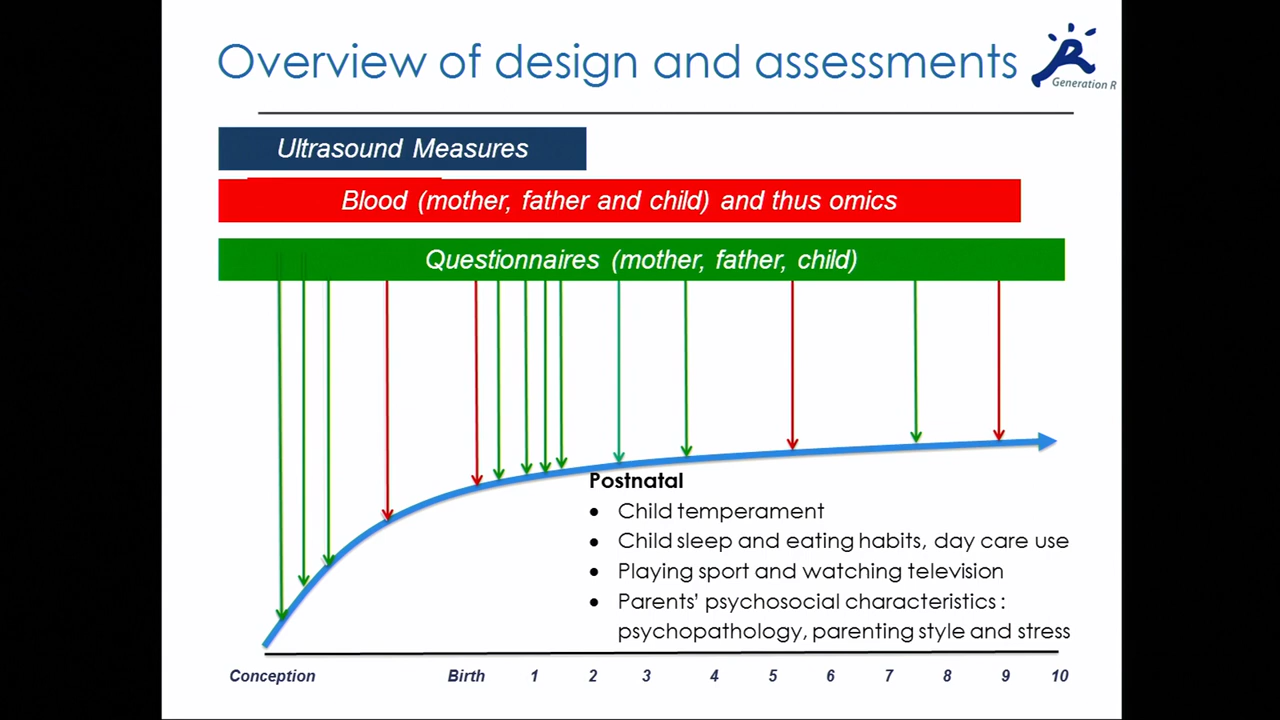 Overview of design and assessments
Generation R
Ultrasound Measures
Blood (mother, father and child) and thus omics
Questionnaires (mother, father, child)
Postnatal
• Child temperament
• Child sleep and eating habits, day care use
• Playing sport and watching television
• Parents' psychosocial characteristics :
psychopathology, parenting style and stress
Conception Birth 1 2 3 4 5 6 7 8 9 10